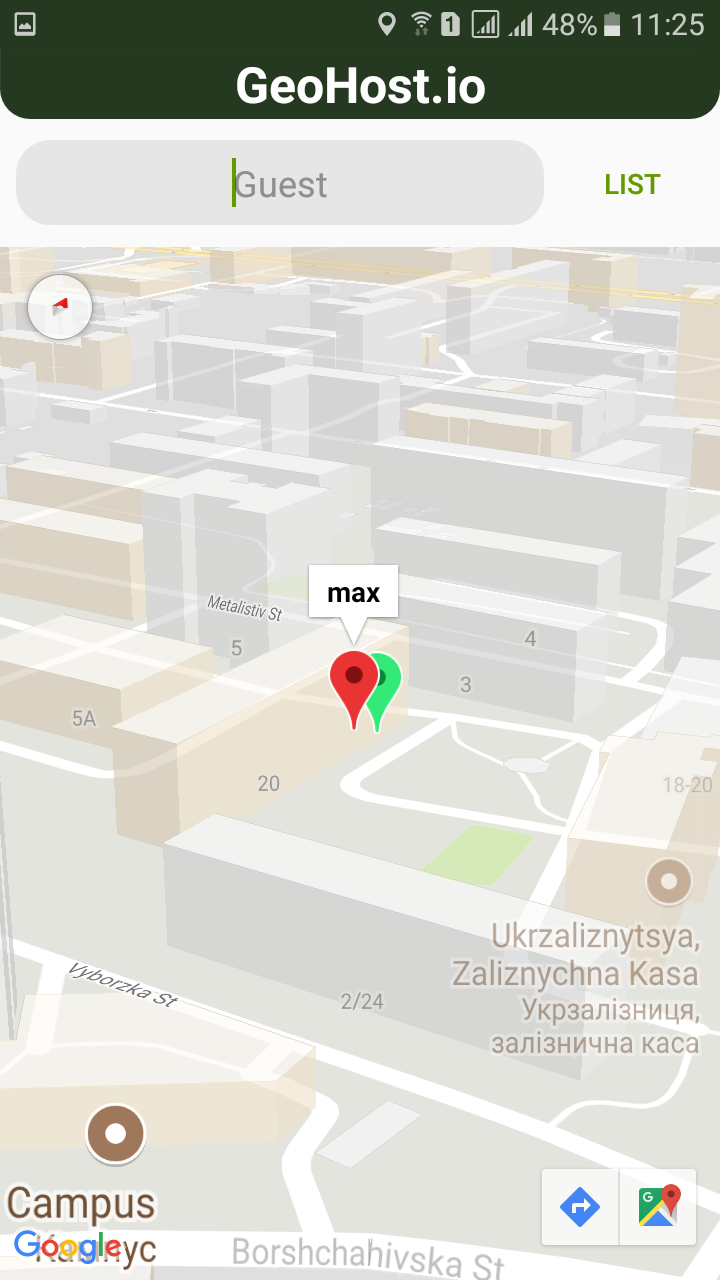 1
48%
11:25
GeoHost.io
Guest
LIST
max
Metalistiv St
5
4
3
5A
20
18-20
Ukrzaliznytsya,
Zaliznychna Kasa
Укрзалізниця,
залізнична каса
Vyborzka St
2/24
Campus
Google
Borshchahivska St
G